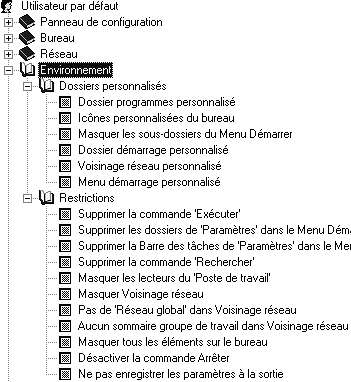 Utilisateur par défaut
Panneau de configuration
Bureau
Réseau
Environnement
Dossiers personnalisés
Dossier programmes personnalisé
Icônes personnalisées du bureau
Masquer les sous-dossiers du Menu Démarrer
Dossier démarrage personnalisé
Voisinage réseau personnalisé
Menu démarrage personnalisé
Restrictions
Supprimer la commande 'Exécuter'
Supprimer les dossiers de 'Paramètres' dans le Menu Déma
Supprimer la Barre des tâches de 'Paramètres' dans le Me
Supprimer la commande 'Rechercher'
Masquer les lecteurs du 'Poste de travail'
Masquer Voisinage réseau
Pas de 'Réseau global' dans Voisinage réseau
Aucun sommaire groupe de travail dans Voisinage réseau
Masquer tous les éléments sur le bureau
Désactiver la commande Arrêter
Ne pas enregistrer les paramètres à la sortie